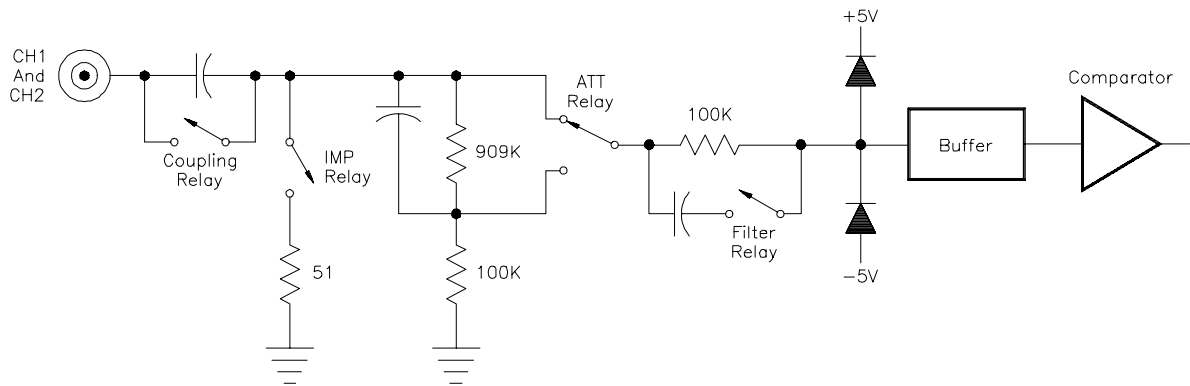 CH1
And
CH2
Coupling
Relay
IMP
Relay
51
909K
100K
ATT
Relay
100K
Filter
Relay
+5V
-5V
Buffer
Comparator